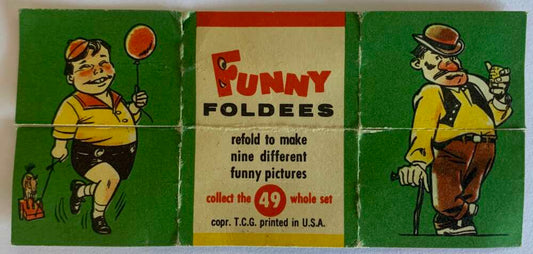 FUNNY
FOLDEES
refold to make
nine different
funny pictures
collect the 49 whole set
copr. T.C.G. printed in U.S.A.